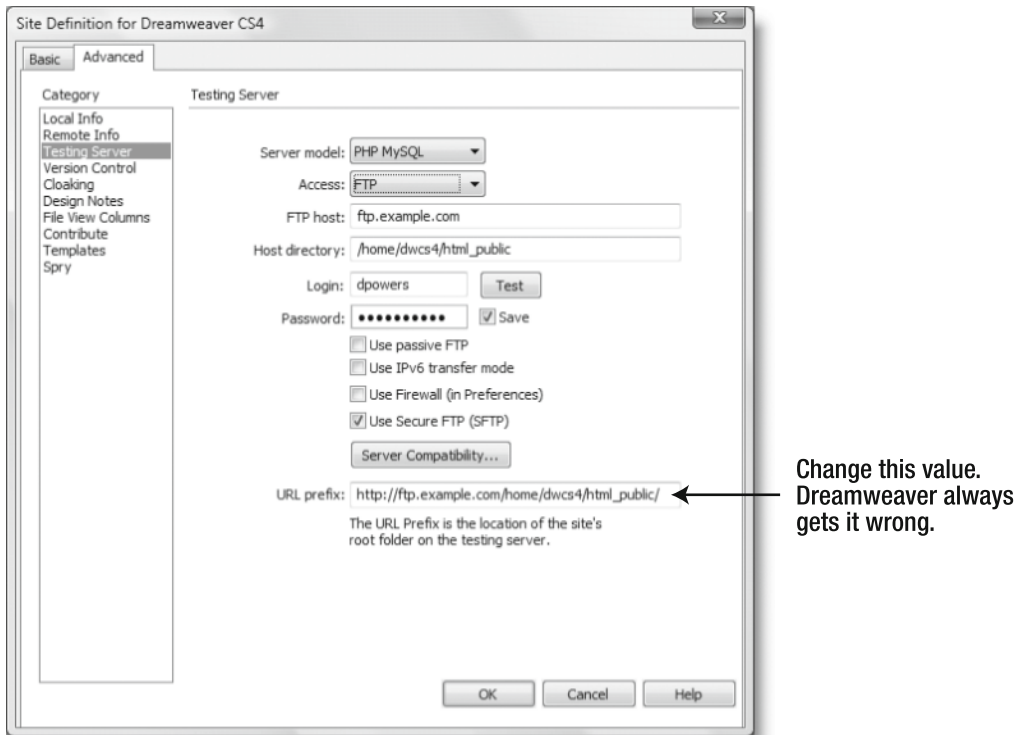 Site Definition for Dreamweaver CS4
Basic
Advanced
Category
Local Info
Remote Info
Testing Server
Version Control
Cloaking
Design Notes
File View Columns
Contribute
Templates
Spry
Testing Server
Server model: PHP MySQL
Access: FTP
FTP host: ftp.example.com
Host directory: /home/dwcs4/html_public
Login: dpowers
Test
Password: ••••••••••
Save
Use passive FTP
Use IPv6 transfer mode
Use Firewall (in Preferences)
Use Secure FTP (SFTP)
Server Compatibility...
URL prefix: http://ftp.example.com/home/dwcs4/html_public/
The URL Prefix is the location of the site's
root folder on the testing server.
OK
Cancel
Help
Change this value.
Dreamweaver always
gets it wrong.